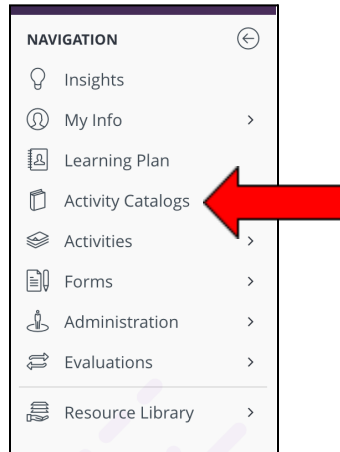 NAVIGATION
Insights
My Info
Learning Plan
Activity Catalogs
Activities
Forms
Administration
Evaluations
Resource Library